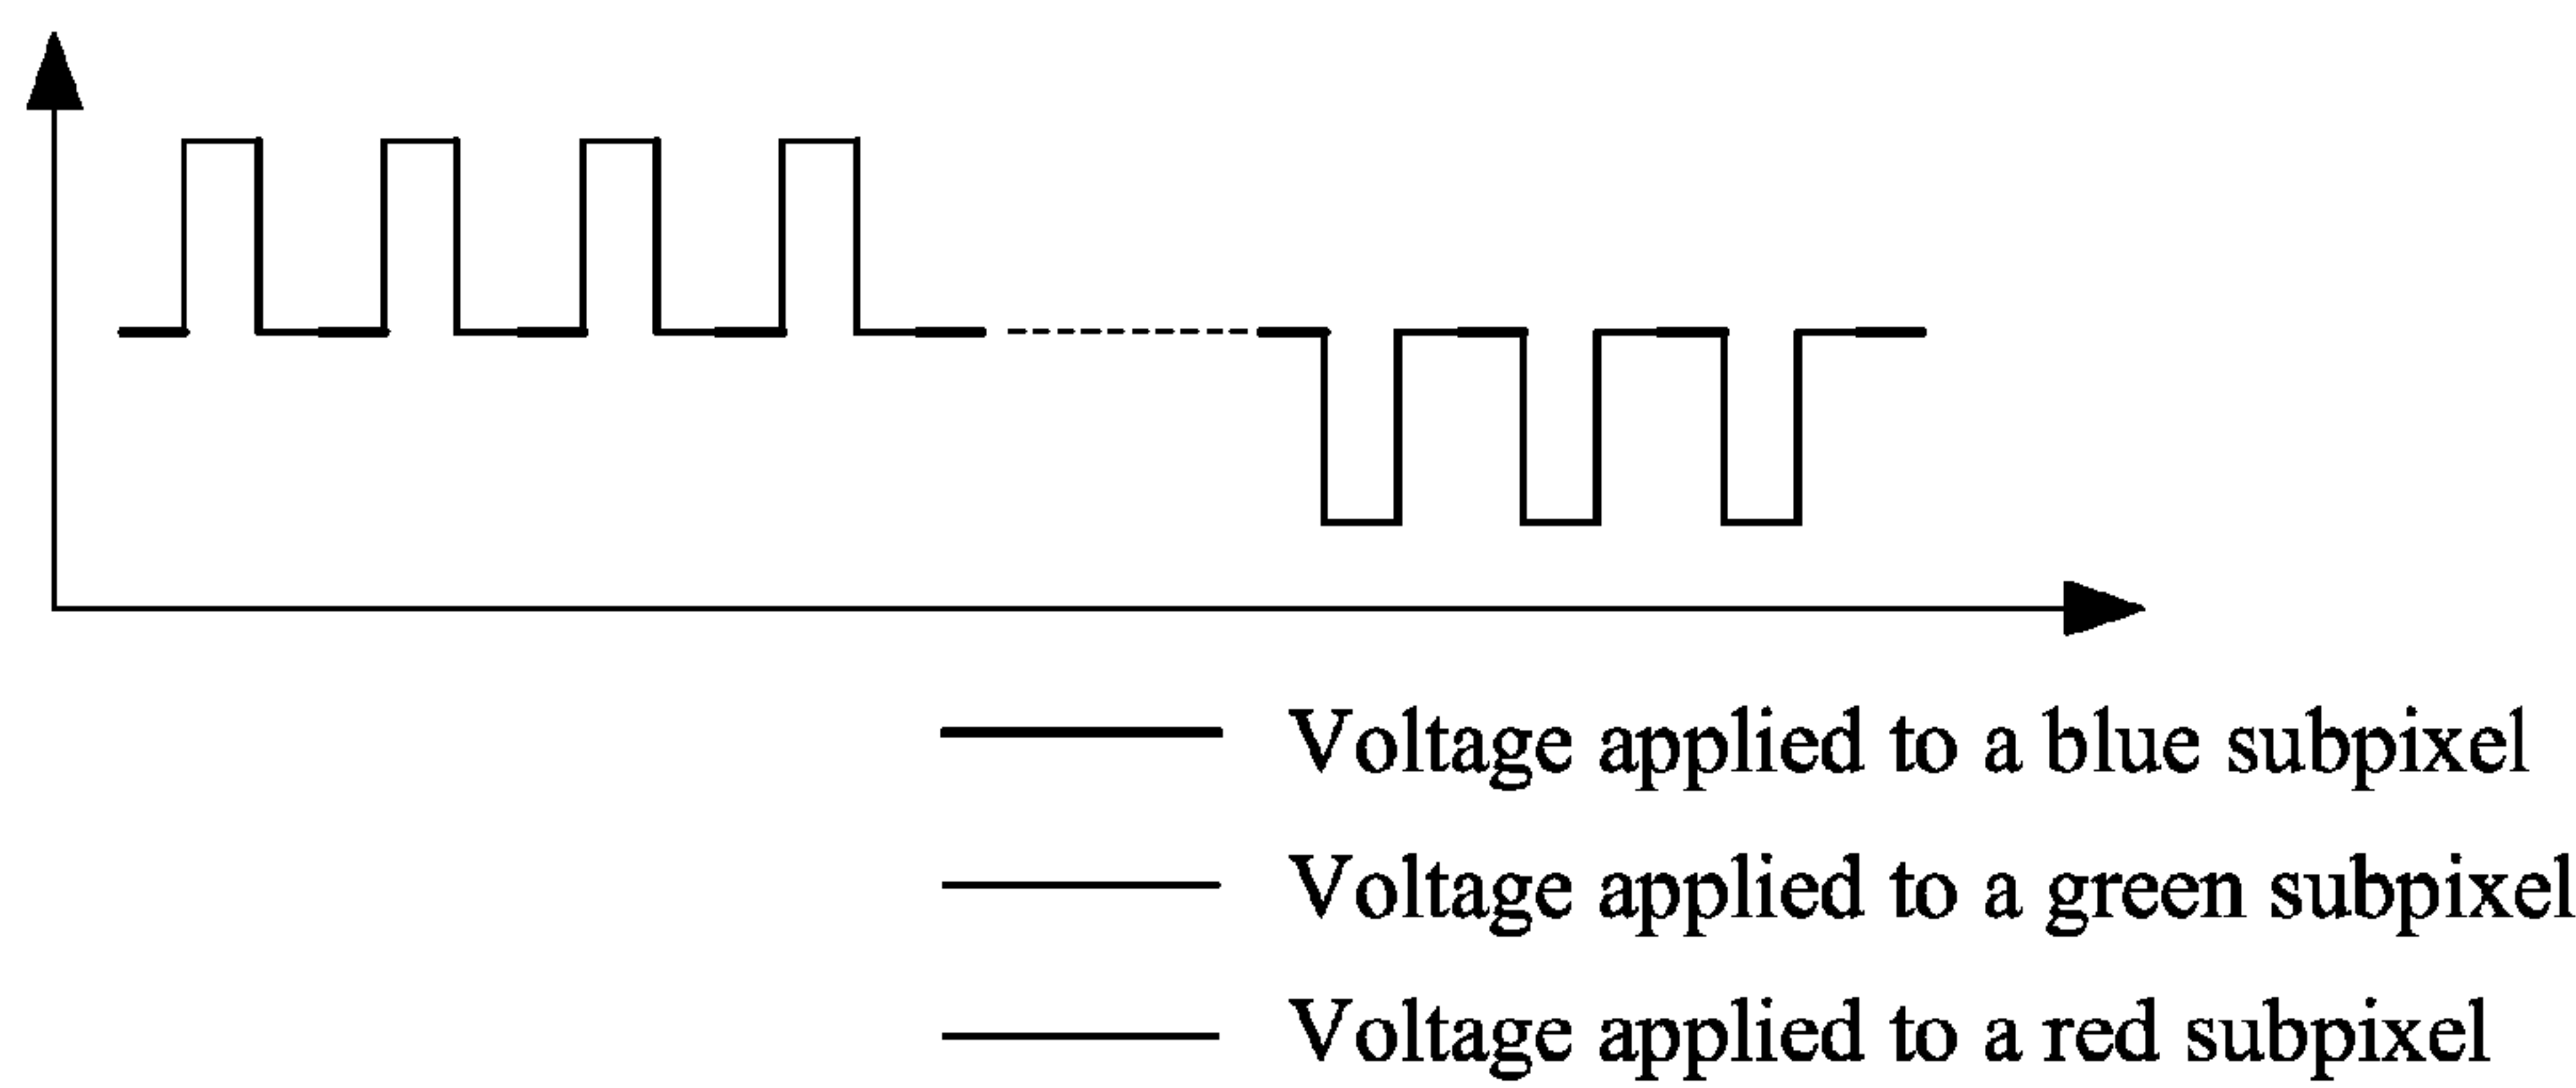 Voltage applied to a blue subpixel
Voltage applied to a green subpixel
Voltage applied to a red subpixel